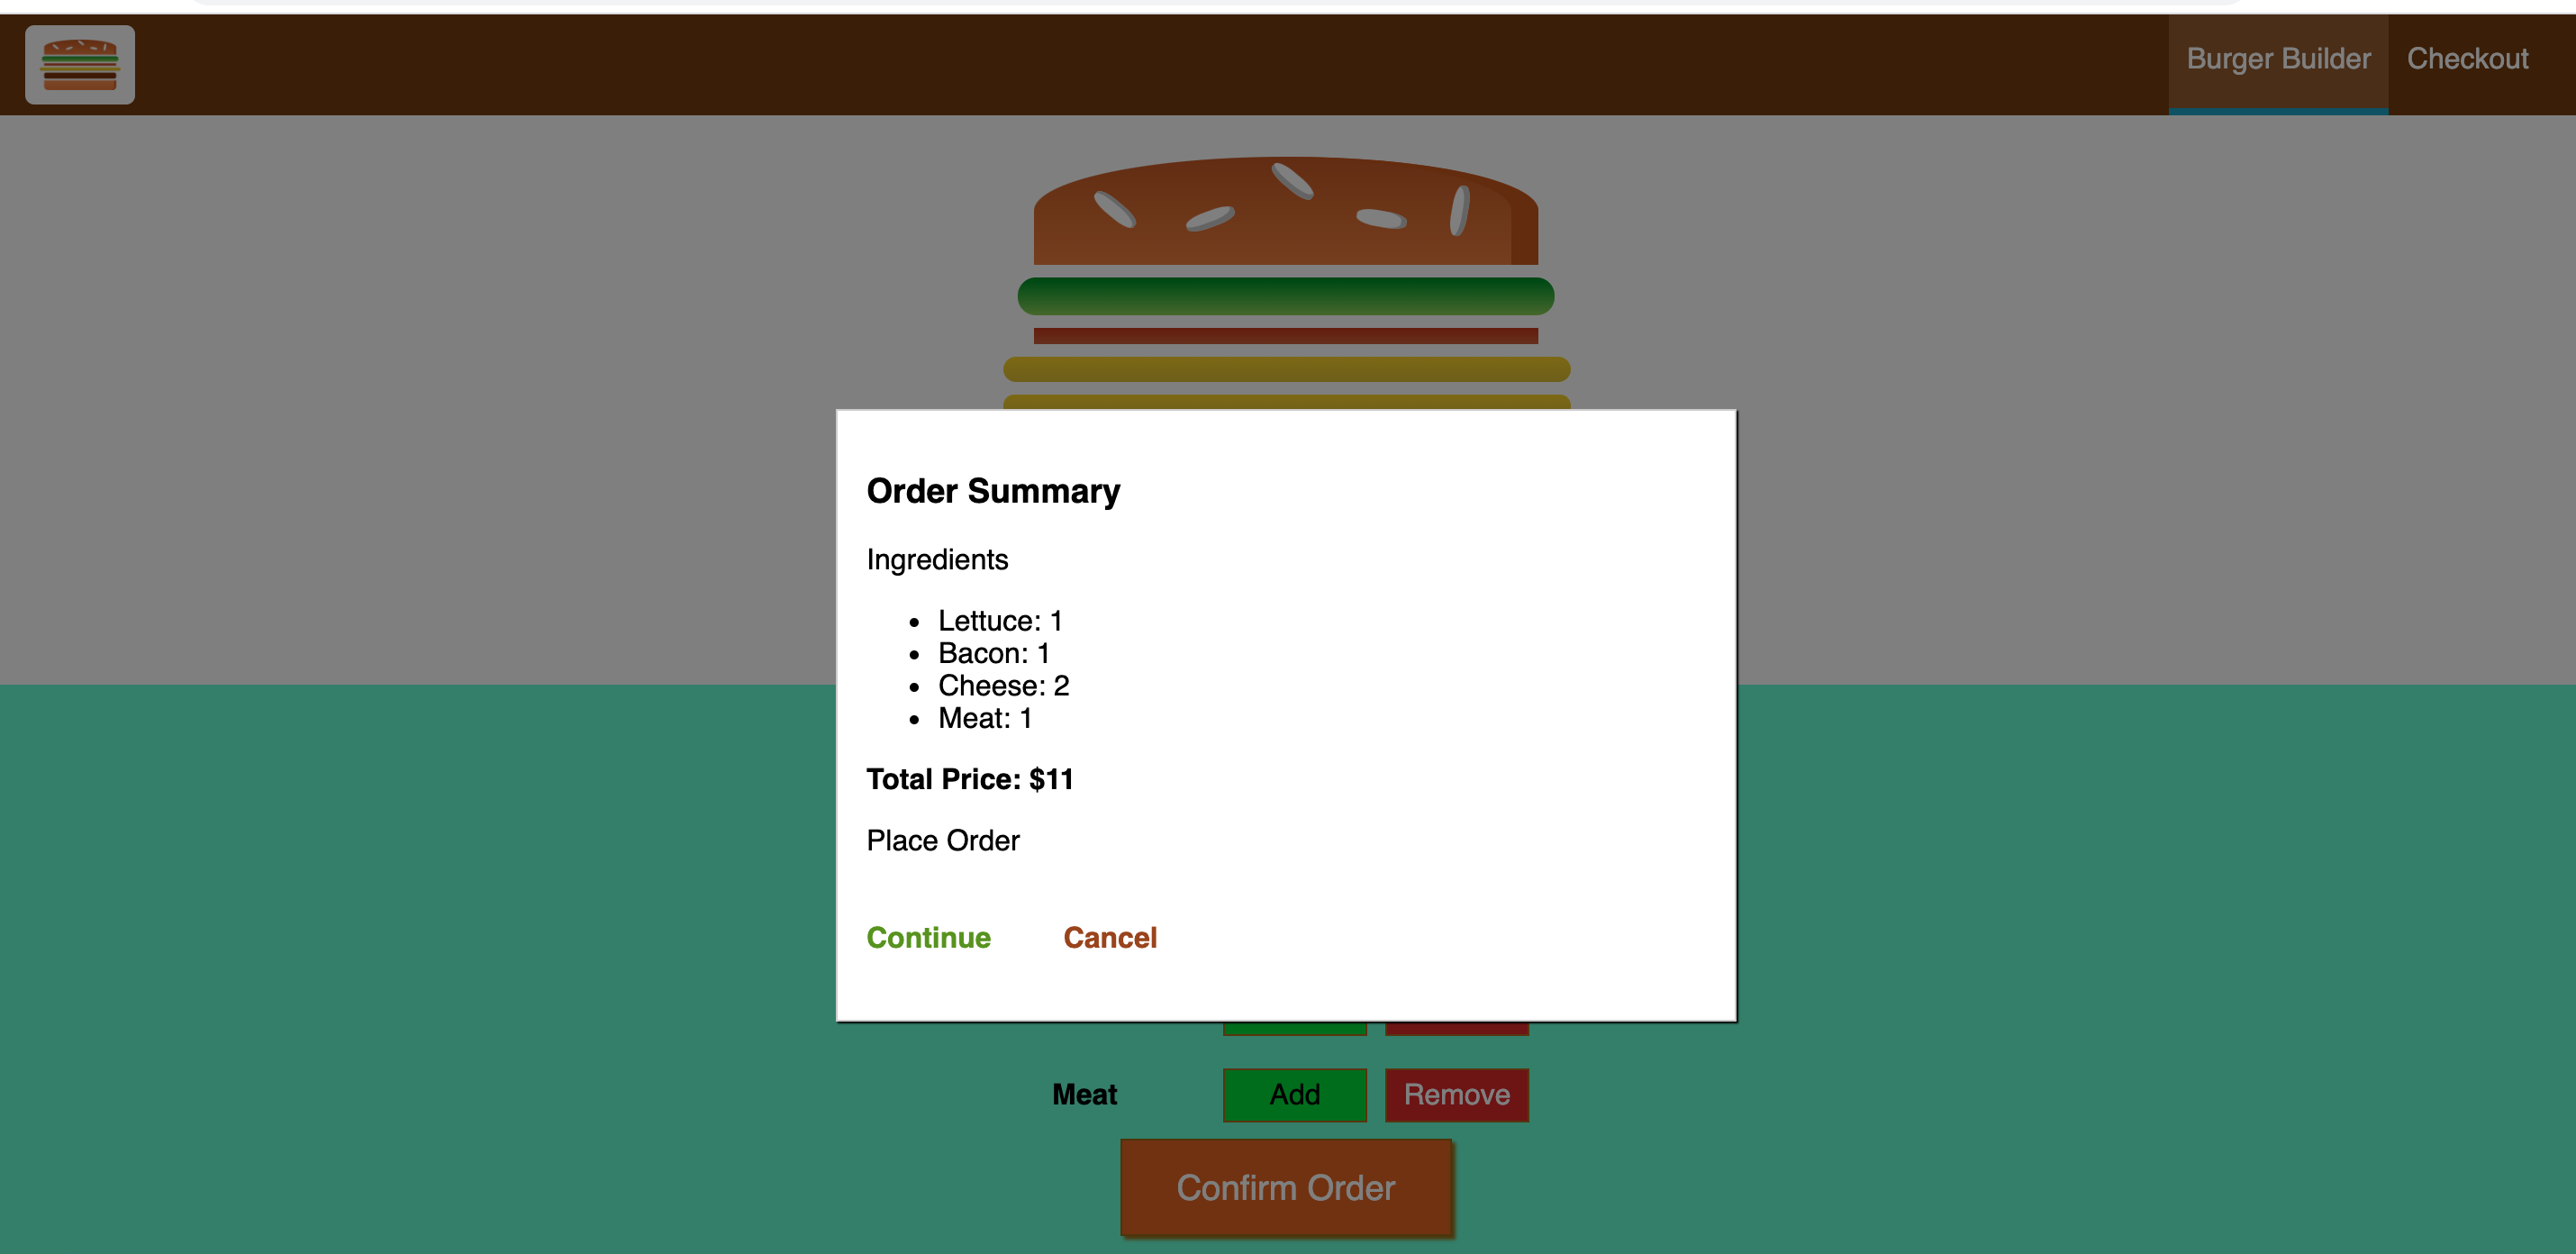 Burger Builder Checkout
Order Summary
Ingredients
Lettuce: 1
Bacon: 1
Cheese: 2
Meat: 1
Total Price: $11
Place Order
Continue Cancel
Meat Add Remove
Confirm Order